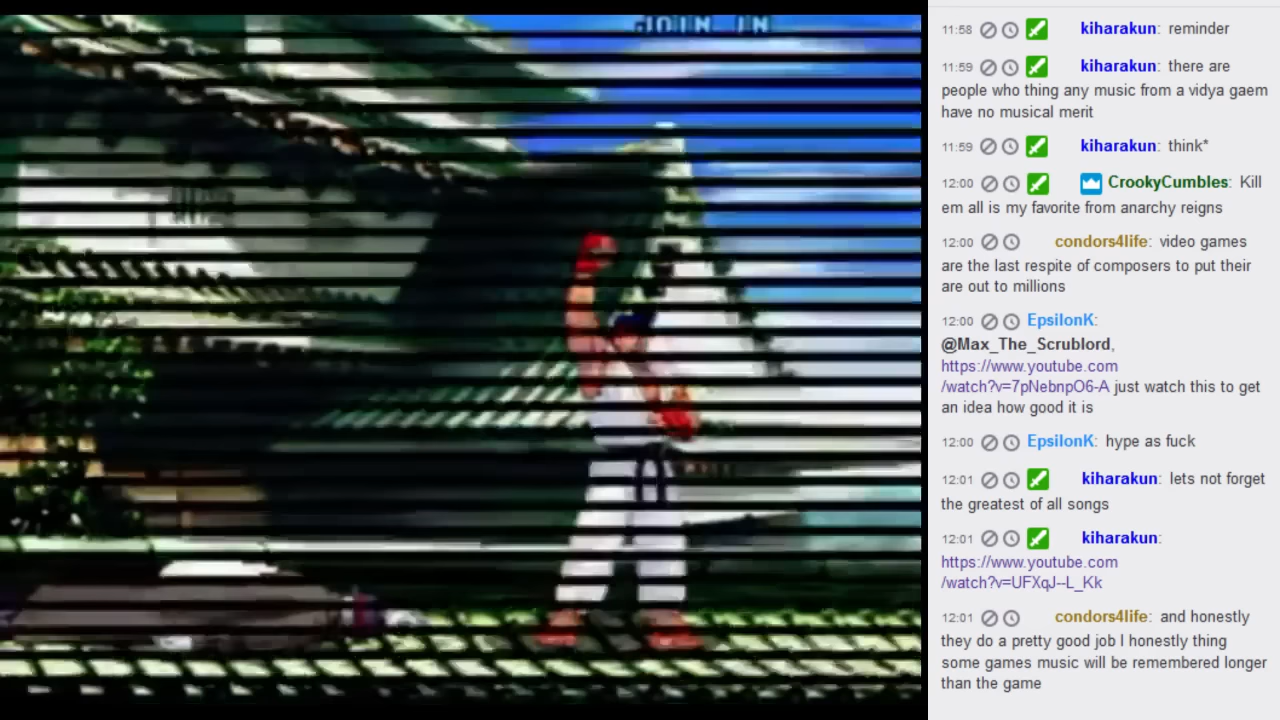 JOIN IN
11:58 kiharakun: reminder
11:59 kiharakun: there are
people who thing any music from a vidya gaem
have no musical merit
11:59 kiharakun: think*
12:00 CrookyCumbles: Kill
em all is my favorite from anarchy reigns
12:00 condors4life: video games
are the last respite of composers to put their
are out to millions
12:00 EpsilonK:
@Max_The_Scrublord,
https://www.youtube.com
/watch?v=7pNebnpO6-A just watch this to get
an idea how good it is
12:00 EpsilonK: hype as fuck
12:01 kiharakun: lets not forget
the greatest of all songs
12:01 kiharakun:
https://www.youtube.com
/watch?v=UFXqJ--L_Kk
12:01 condors4life: and honestly
they do a pretty good job I honestly thing
some games music will be remembered longer
than the game